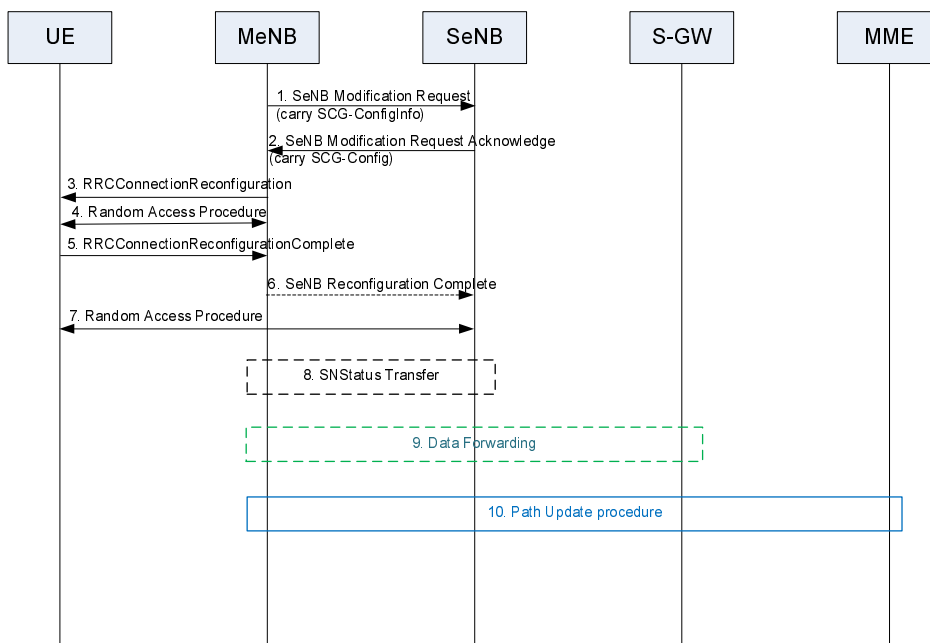 UE
MeNB
SeNB
S-GW
MME
1. SeNB Modification Request
(carry SCG-ConfigInfo)
2. SeNB Modification Request Acknowledge
(carry SCG-Config)
3. RRCConnectionReconfiguration
4. Random Access Procedure
5. RRCConnectionReconfigurationComplete
6. SeNB Reconfiguration Complete
7. Random Access Procedure
8. SNStatus Transfer
9. Data Forwarding
10. Path Update procedure